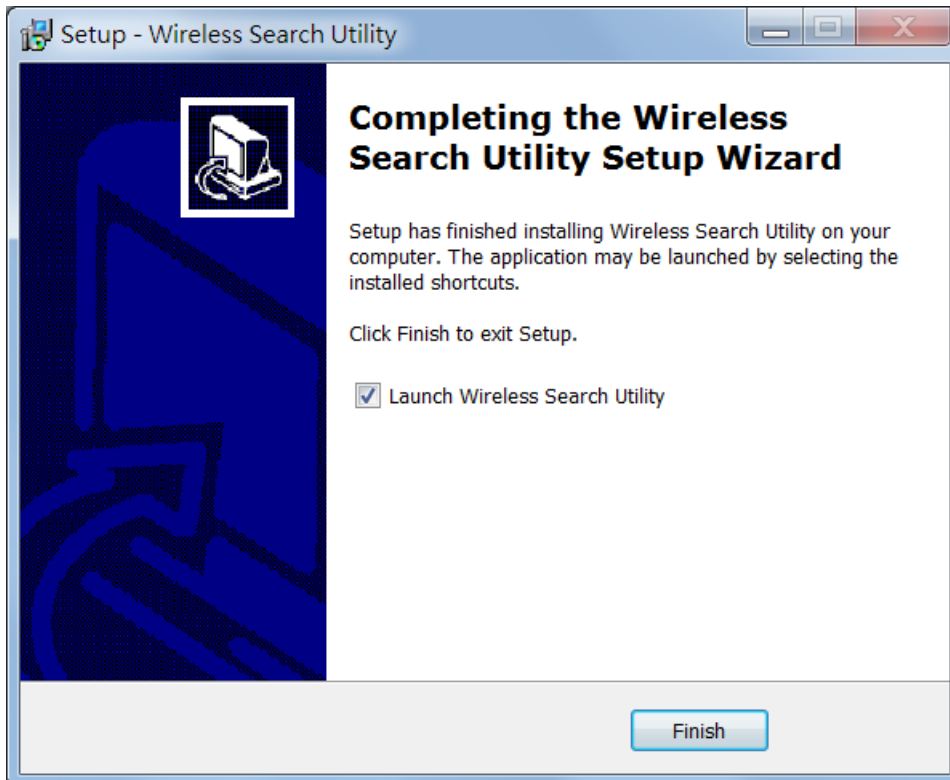 Setup - Wireless Search Utility
Completing the Wireless
Search Utility Setup Wizard
Setup has finished installing Wireless Search Utility on your
computer. The application may be launched by selecting the
installed shortcuts.
Click Finish to exit Setup.
Launch Wireless Search Utility
Finish